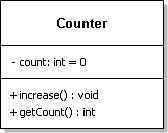 Counter
- count: int = 0
+ increase() : void
+ getCount() : int